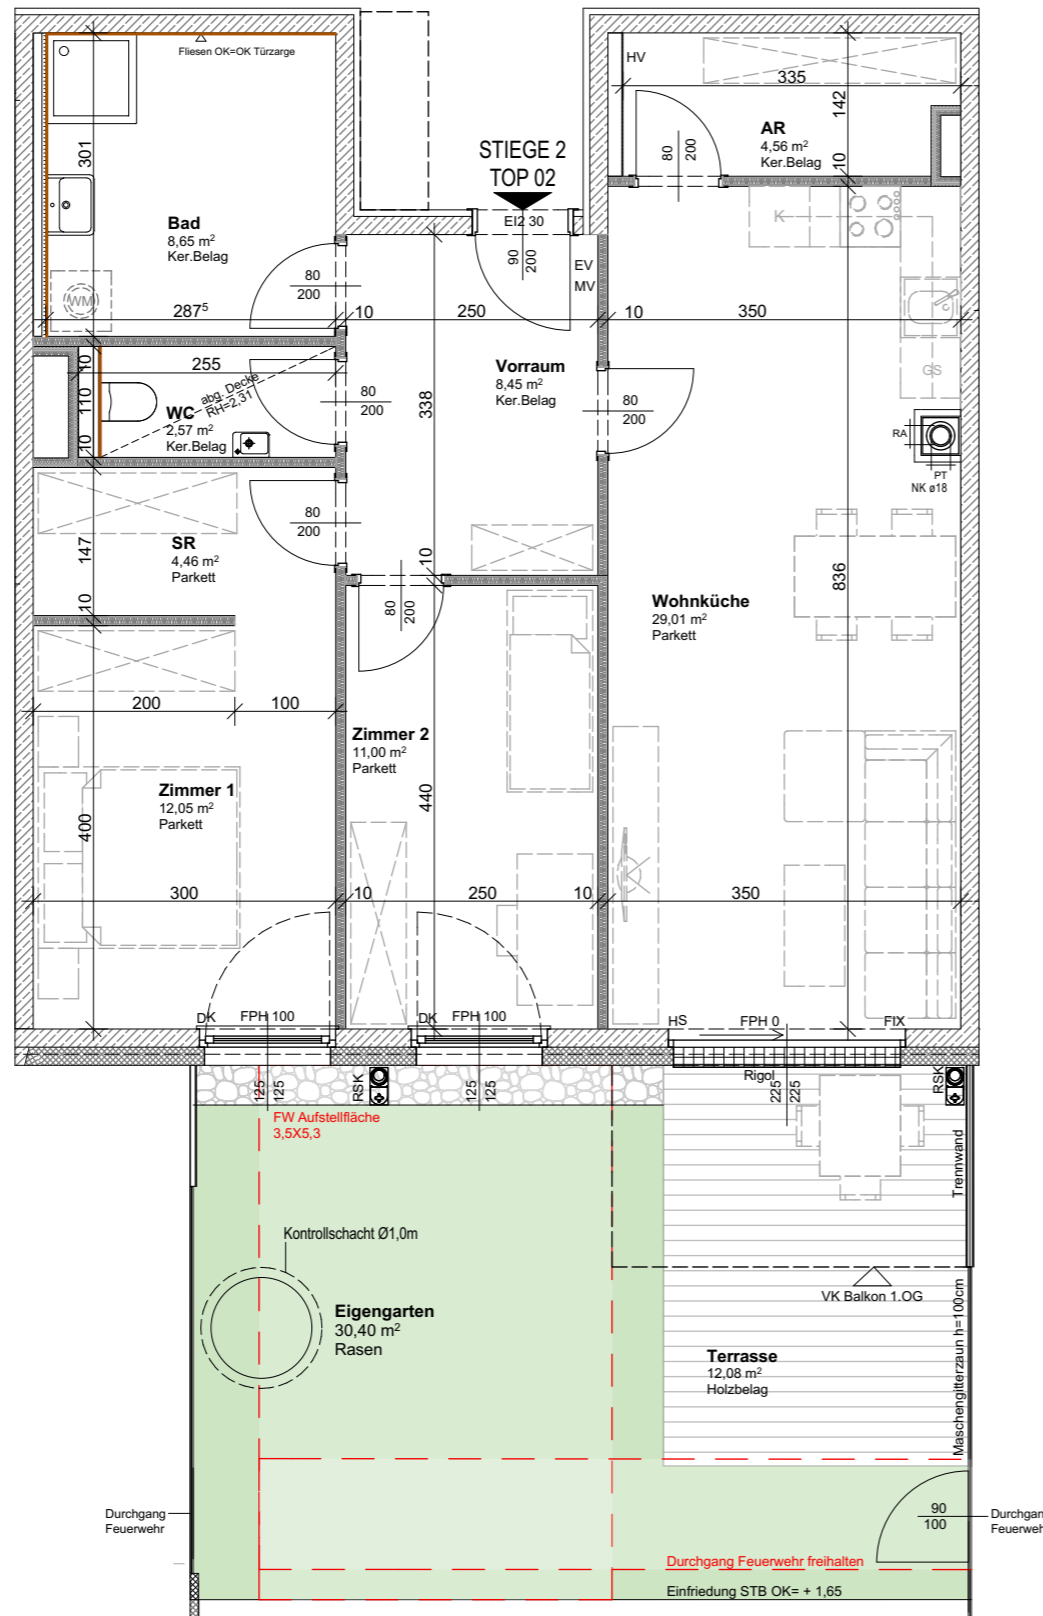 Fliesen OK=OK Türzarge
301
Bad
8,65 m²
Ker.Belag
WM
287⁵
80
200
STIEGE 2
TOP 02
EI2 30
90
200
EV
MV
10
250
10
350
HV
335
142
10
AR
4,56 m²
Ker.Belag
80
200
K
GS
RA
PT
NK ø18
10
110
10
255
abg. Decke
RH=2,31
WC
2,57 m²
Ker.Belag
80
200
Vorraum
8,45 m²
Ker.Belag
338
10
80
200
147
10
SR
4,46 m²
Parkett
80
200
80
200
Wohnküche
29,01 m²
Parkett
836
200
100
Zimmer 1
12,05 m²
Parkett
400
300
Zimmer 2
11,00 m²
Parkett
440
10
250
10
350
DK
FPH 100
DK
FPH 100
HS
FPH 0
FIX
125
125
RSK
125
125
Rigol
225
225
RSK
FW Aufstellfläche
3,5X5,3
Trennwand
Kontrollschacht Ø1,0m
VK Balkon 1.OG
Eigengarten
30,40 m²
Rasen
Terrasse
12,08 m²
Holzbelag
Maschengitterzaun h=100cm
Durchgang
Feuerwehr
90
100
Durchgan
Feuerweh
Durchgang Feuerwehr freihalten
Einfriedung STB OK= + 1,65